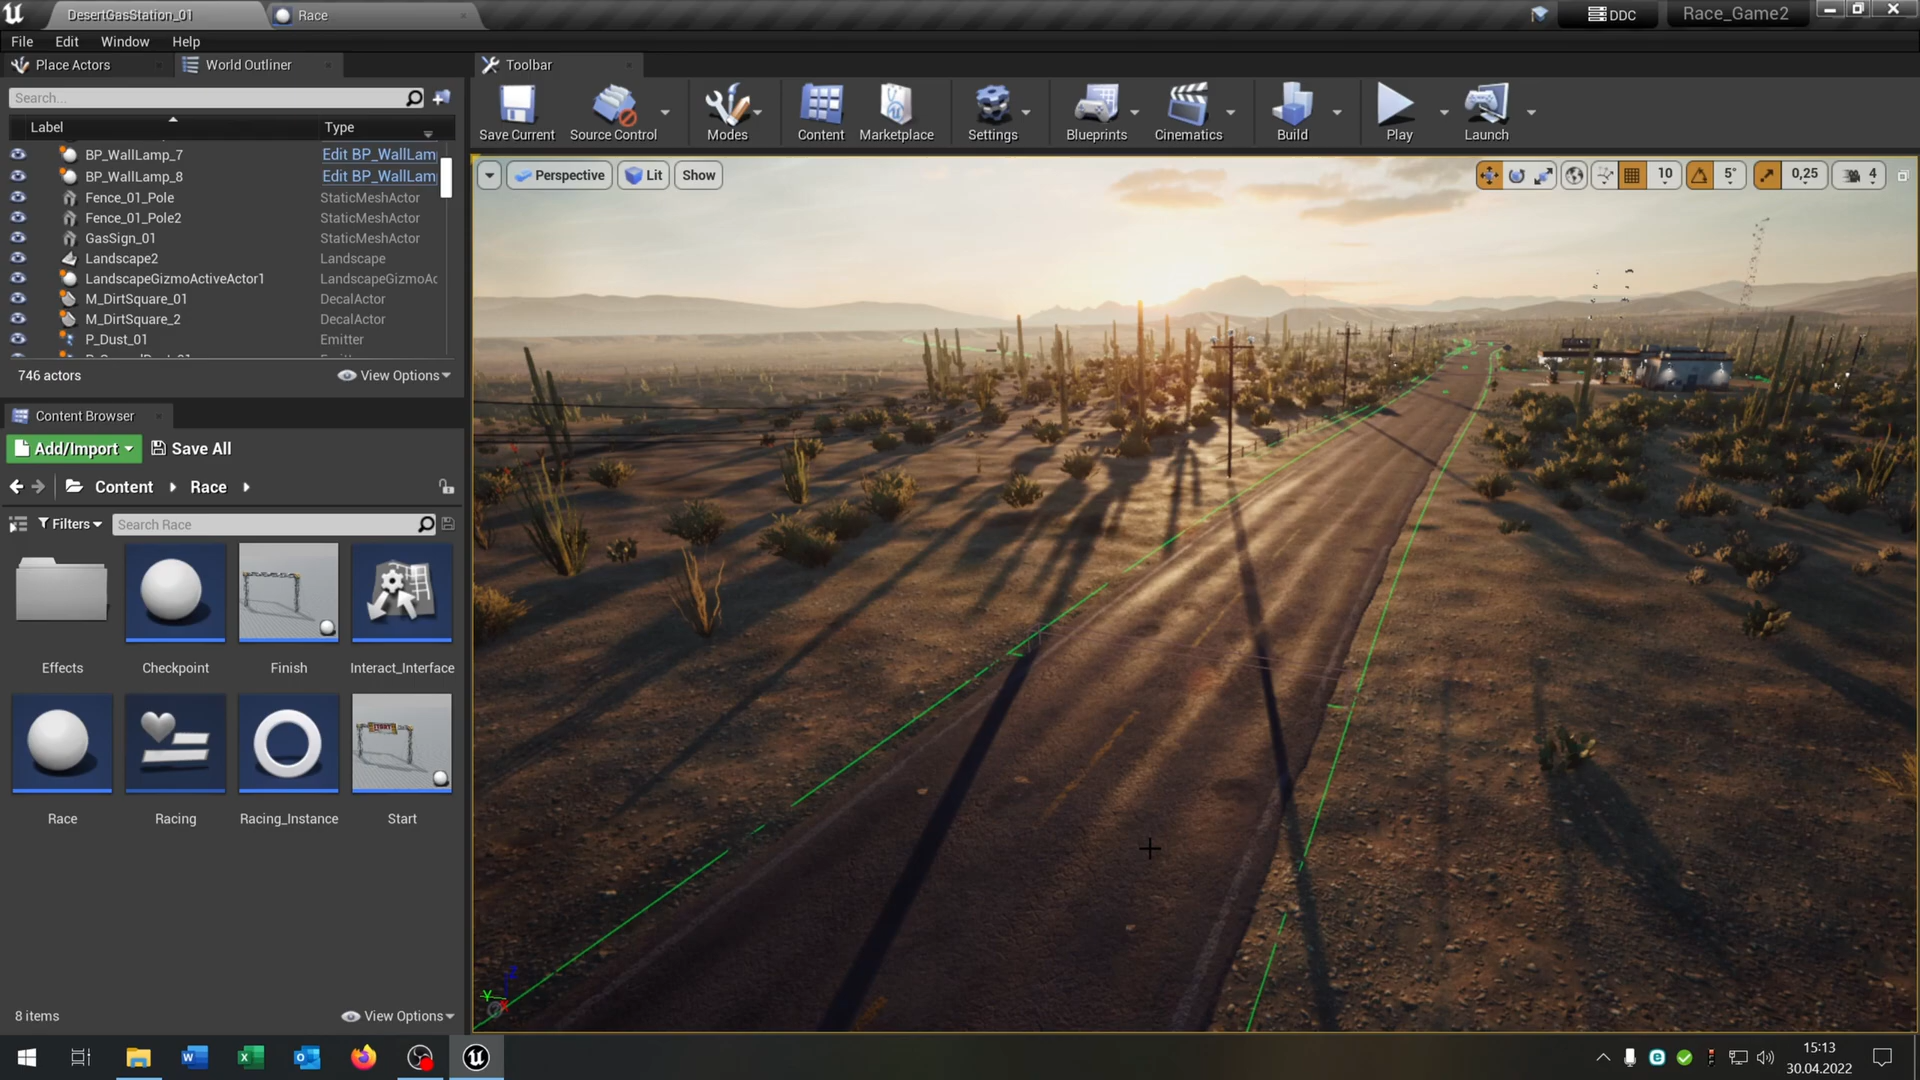 DesertGasStation_01
Race
DDC
Race_Game2
File
Edit
Window
Help
Place Actors
World Outliner
Toolbar
Search...
Label
Type
BP_WallLamp_7
Edit BP_WallLam
BP_WallLamp_8
Edit BP_WallLam
Fence_01_Pole
StaticMeshActor
Fence_01_Pole2
StaticMeshActor
GasSign_01
StaticMeshActor
Landscape2
Landscape
LandscapeGizmoActiveActor1
LandscapeGizmoAc
M_DirtSquare_01
DecalActor
M_DirtSquare_2
DecalActor
P_Dust_01
Emitter
746 actors
View Options
Save Current
Source Control
Modes
Content
Marketplace
Settings
Blueprints
Cinematics
Build
Play
Launch
Perspective
Lit
Show
10
5°
0,25
4
Content Browser
Add/Import
Save All
Content
Race
Filters
Search Race
Effects
Checkpoint
Finish
Interact_Interface
Race
Racing
Racing_Instance
Start
8 items
View Options
Z
Y
X
15:13
30.04.2022